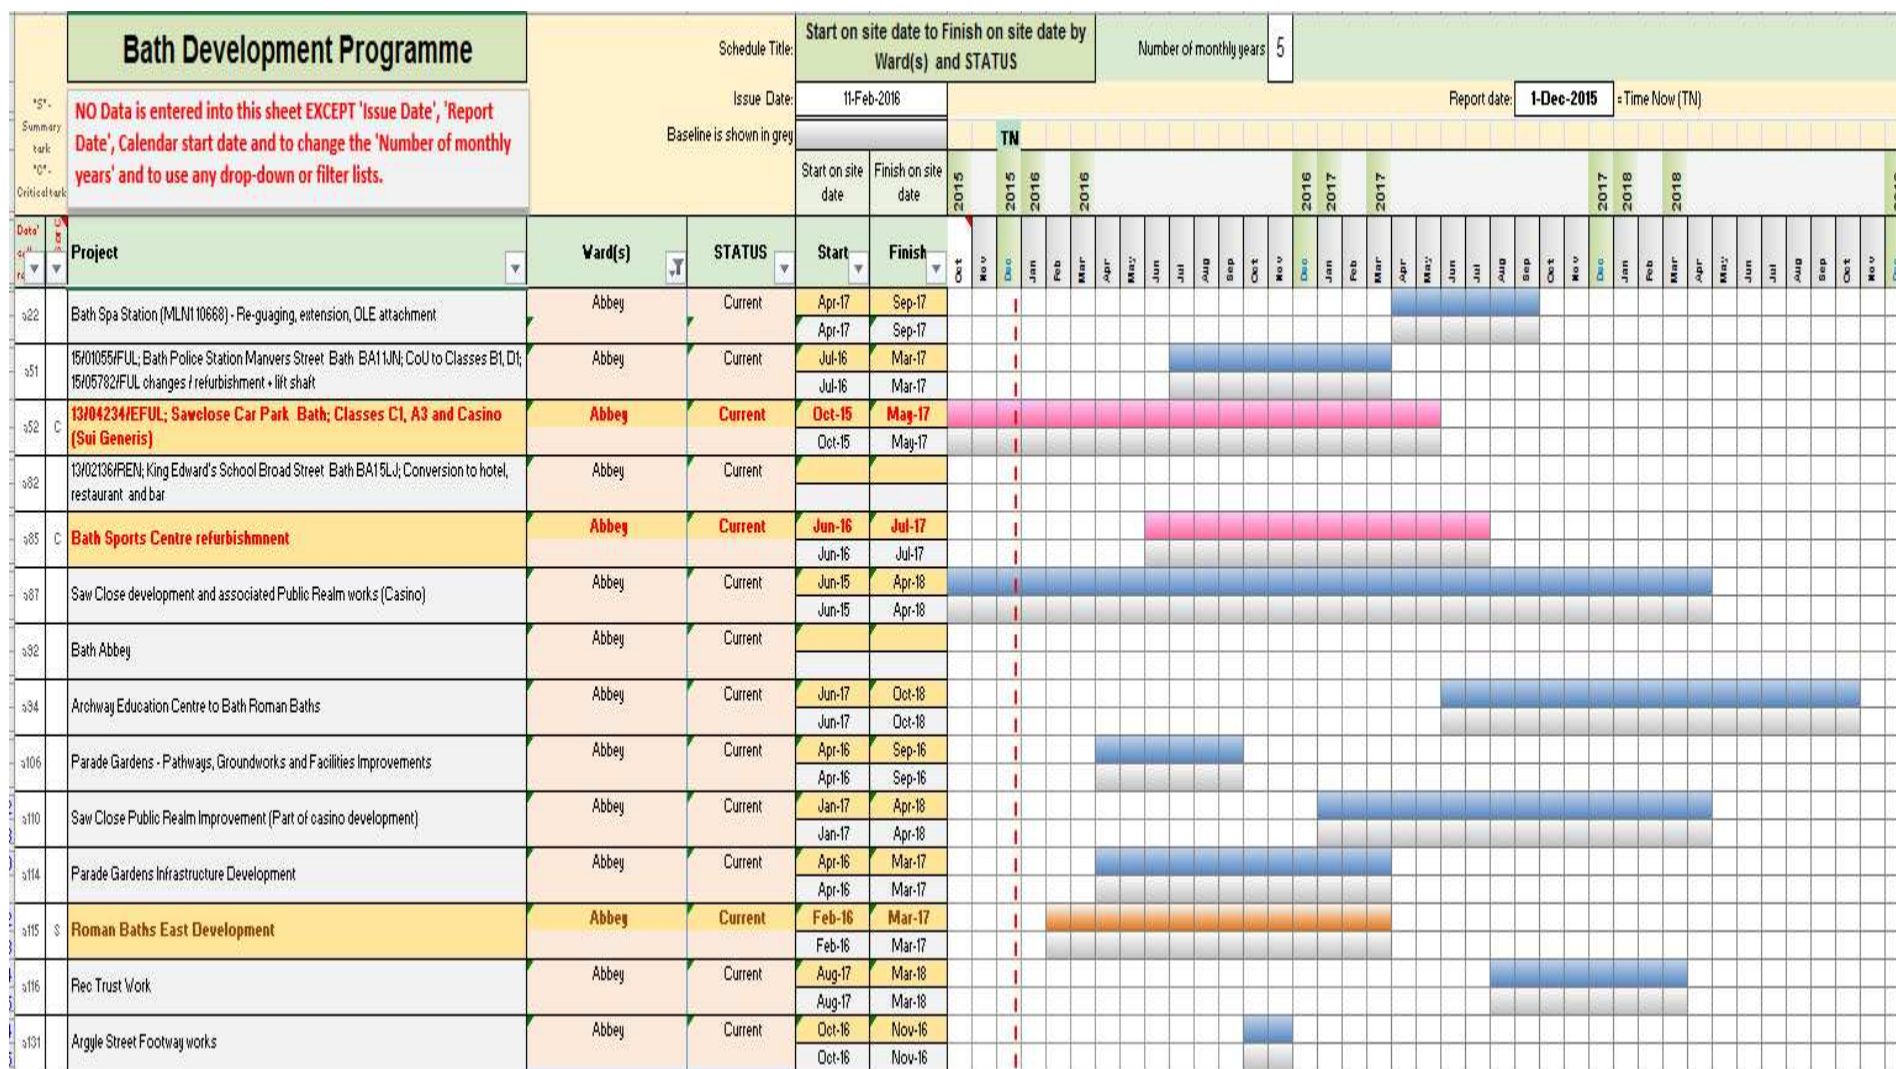 Bath Development Programme
Schedule Title:
Start on site date to Finish on site date by
Ward(s) and STATUS
Number of monthly years
5
"S"-
Summary
task
"C"-
Critical task
NO Data is entered into this sheet EXCEPT 'Issue Date', 'Report
Date', Calendar start date and to change the 'Number of monthly
years' and to use any drop-down or filter lists.
Issue Date:
11-Feb-2016
Report date:
1-Dec-2015
=Time Now (TN)
Baseline is shown in grey
TN
Start on site
date
Finish on site
date
2015 2015 2016 2016 2016 2017 2017 2017 2018 2018
Project Ward(s) STATUS Start Finish
Oct Nov Dec Jan Feb Mar Apr May Jun Jul Aug Sep Oct Nov Dec Jan Feb Mar Apr May Jun Jul Aug Sep Oct Nov Dec Jan Feb Mar Apr May Jun Jul Aug Sep Oct Nov
s22 Bath Spa Station (MLN110668) - Re-guaging, extension, OLE attachment Abbey Current Apr-17 Sep-17
Apr-17 Sep-17
s51 15/01055/FUL; Bath Police Station Manvers Street Bath BA11JN; CoU to Classes B1, D1;
15/05782/FUL changes / refurbishment + lift shaft
Abbey Current Jul-16 Mar-17
Jul-16 Mar-17
s52 C 13/04234/EFUL; Sawclose Car Park Bath; Classes C1, A3 and Casino
(Sui Generis)
Abbey Current Oct-15 May-17
Oct-15 May-17
s82 13/02136/REN; King Edward's School Broad Street Bath BA15LJ; Conversion to hotel,
restaurant and bar
Abbey Current
s85 C Bath Sports Centre refurbishmnent Abbey Current Jun-16 Jul-17
Jun-16 Jul-17
s87 Saw Close development and associated Public Realm works (Casino) Abbey Current Jun-15 Apr-18
Jun-15 Apr-18
s92 Bath Abbey Abbey Current
s94 Archway Education Centre to Bath Roman Baths Abbey Current Jun-17 Oct-18
Jun-17 Oct-18
s106 Parade Gardens - Pathways, Groundworks and Facilities Improvements Abbey Current Apr-16 Sep-16
Apr-16 Sep-16
s110 Saw Close Public Realm Improvement (Part of casino development) Abbey Current Jan-17 Apr-18
Jan-17 Apr-18
s114 Parade Gardens Infrastructure Development Abbey Current Apr-16 Mar-17
Apr-16 Mar-17
s115 S Roman Baths East Development Abbey Current Feb-16 Mar-17
Feb-16 Mar-17
s116 Rec Trust Work Abbey Current Aug-17 Mar-18
Aug-17 Mar-18
s131 Argyle Street Footway works Abbey Current Oct-16 Nov-16
Oct-16 Nov-16